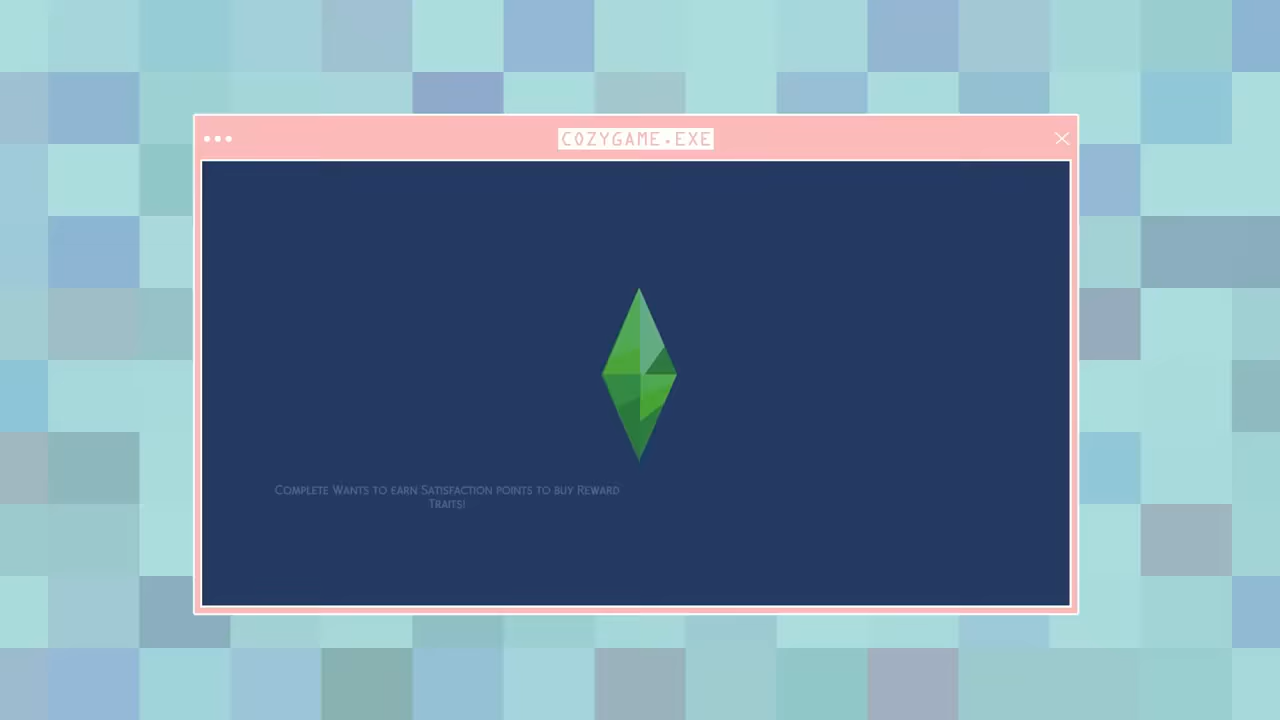 COZYGAME.EXE
Complete Wants to earn Satisfaction points to buy Reward
Traits!